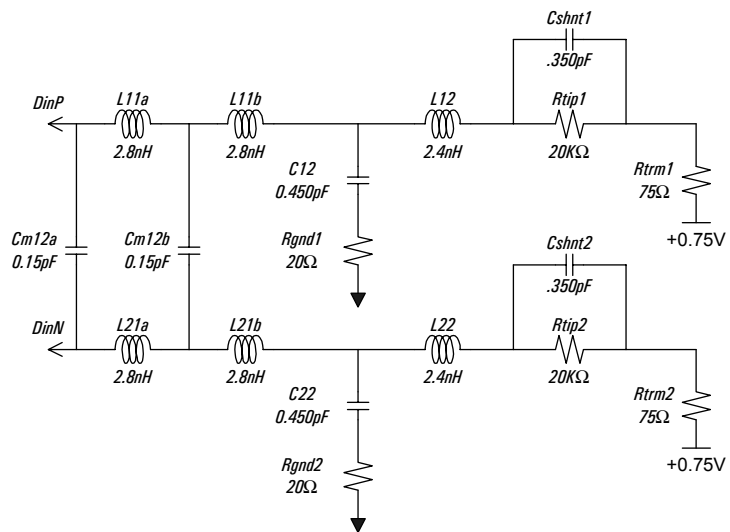 Cshnt1
.350pF
DinP
L11a
L11b
L12
Rtip1
2.8nH
2.8nH
2.4nH
20KΩ
C12
0.450pF
Rtrm1
75Ω
Cm12a
0.15pF
Cm12b
0.15pF
Rgnd1
20Ω
+0.75V
Cshnt2
.350pF
DinN
L21a
L21b
L22
Rtip2
2.8nH
2.8nH
2.4nH
20KΩ
C22
0.450pF
Rtrm2
75Ω
Rgnd2
20Ω
+0.75V